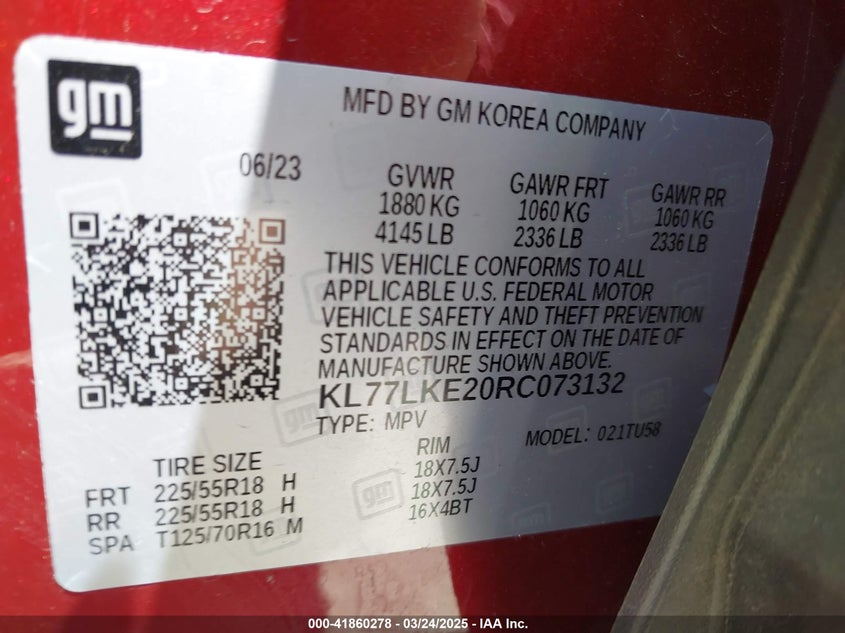 gm
MFD BY GM KOREA COMPANY
06/23
GVWR GAWR FRT GAWR RR
1880 KG 1060 KG 1060 KG
4145 LB 2336 LB 2336 LB
THIS VEHICLE CONFORMS TO ALL
APPLICABLE U.S. FEDERAL MOTOR
VEHICLE SAFETY AND THEFT PREVENTION
STANDARDS IN EFFECT ON THE DATE OF
MANUFACTURE SHOWN ABOVE.
KL77LKE20RC073132
TYPE: MPV MODEL: 021TU58
TIRE SIZE RIM
FRT 225/55R18 H 18X7.5J
RR 225/55R18 H 18X7.5J
SPA T125/70R16 M 16X4BT
gm
000-41860278 - 03/24/2025 - IAA Inc.